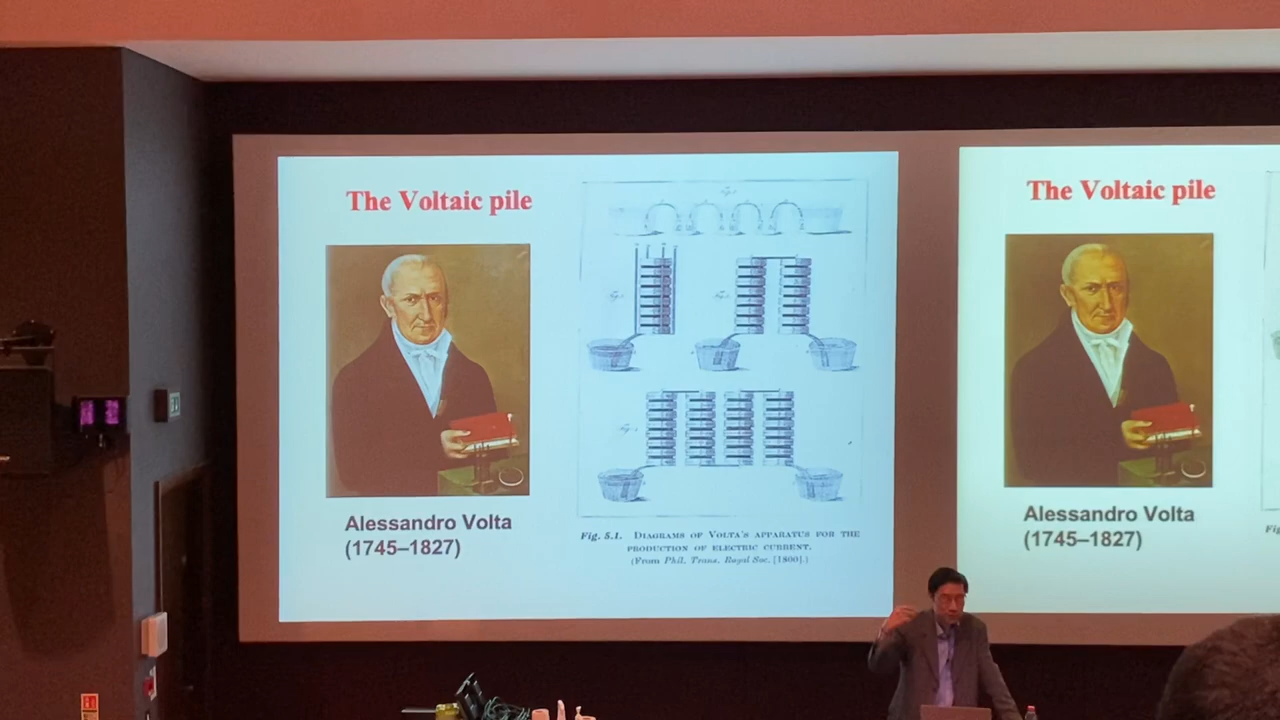 The Voltaic pile
Alessandro Volta
(1745–1827)
Fig. 5.1. DIAGRAMS OF VOLTA'S APPARATUS FOR THE
PRODUCTION OF ELECTRIC CURRENT.
(From Phil. Trans. Royal Soc. [1800].)
The Voltaic pile
Alessandro Volta
(1745–1827)